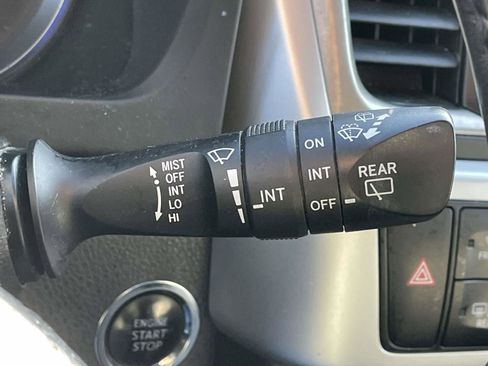 MIST
OFF
INT
LO
HI
INT
ON
INT
OFF
REAR
ENGINE
START
STOP